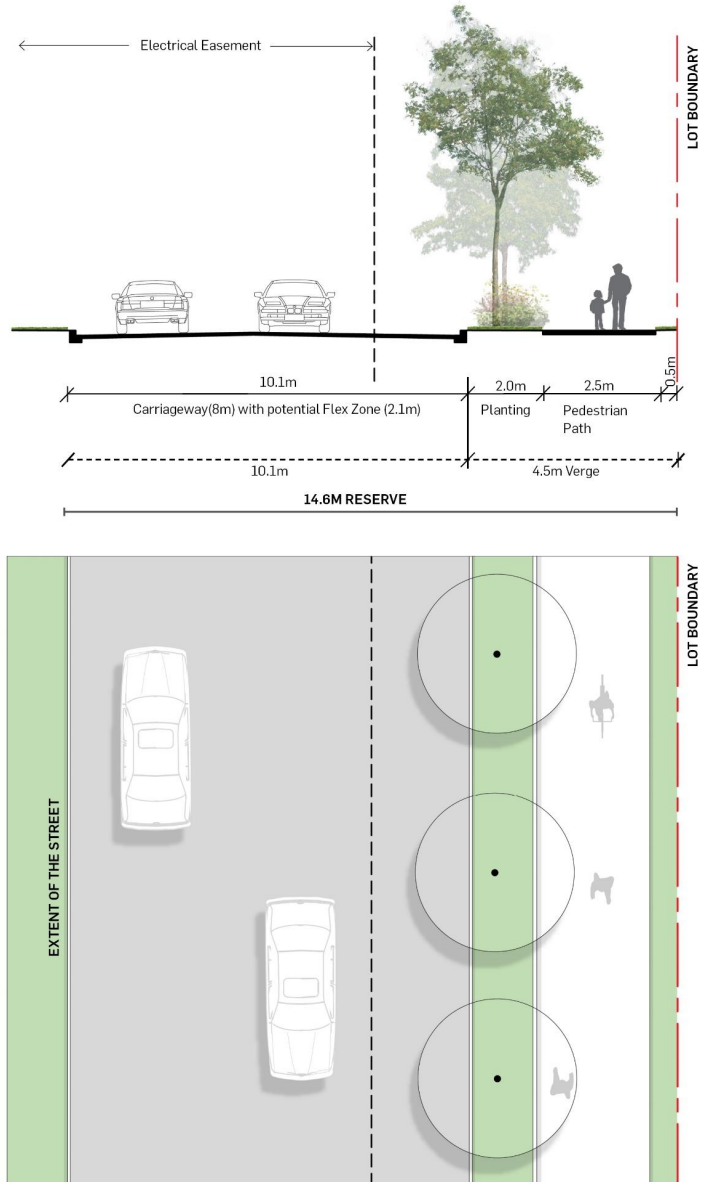 Electrical Easement
LOT BOUNDARY
10.1m
2.0m
2.5m
0.5m
Carriageway(8m) with potential Flex Zone (2.1m)
Planting
Pedestrian
Path
10.1m
4.5m Verge
14.6M RESERVE
LOT BOUNDARY
EXTENT OF THE STREET